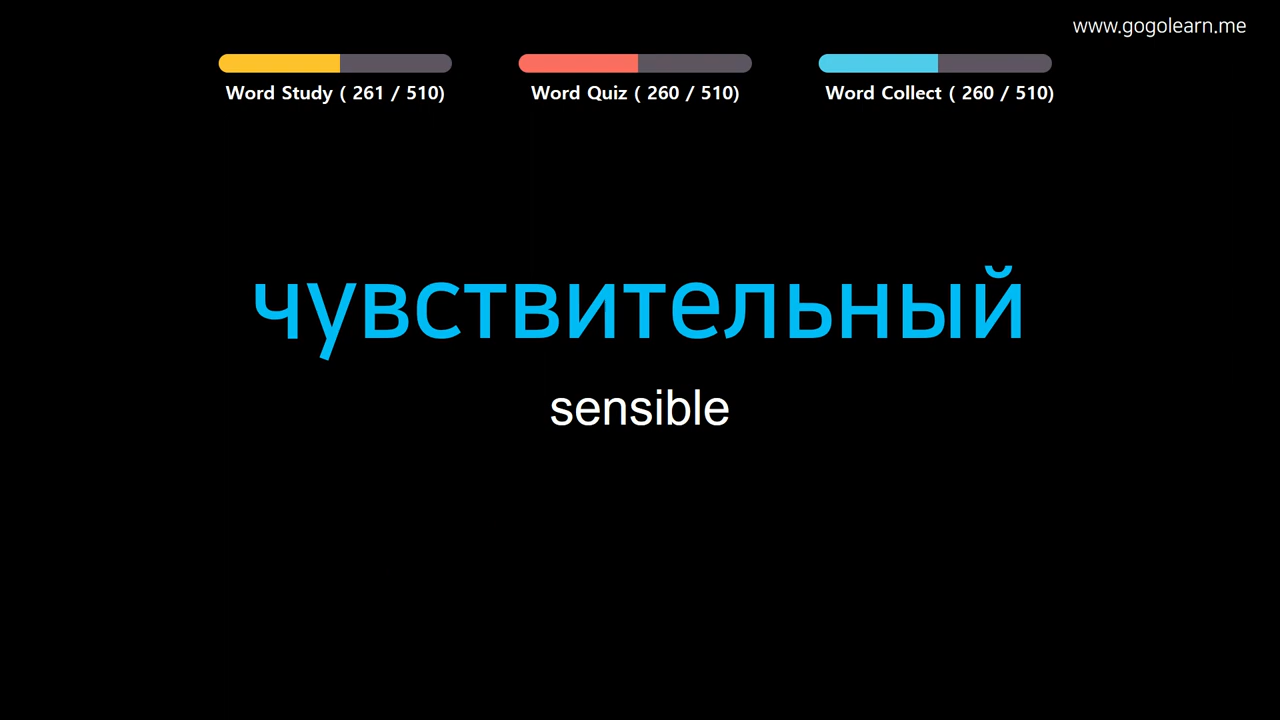 www.gogolearn.me
Word Study ( 261 / 510)
Word Quiz ( 260 / 510)
Word Collect ( 260 / 510)
чувствительный
sensible